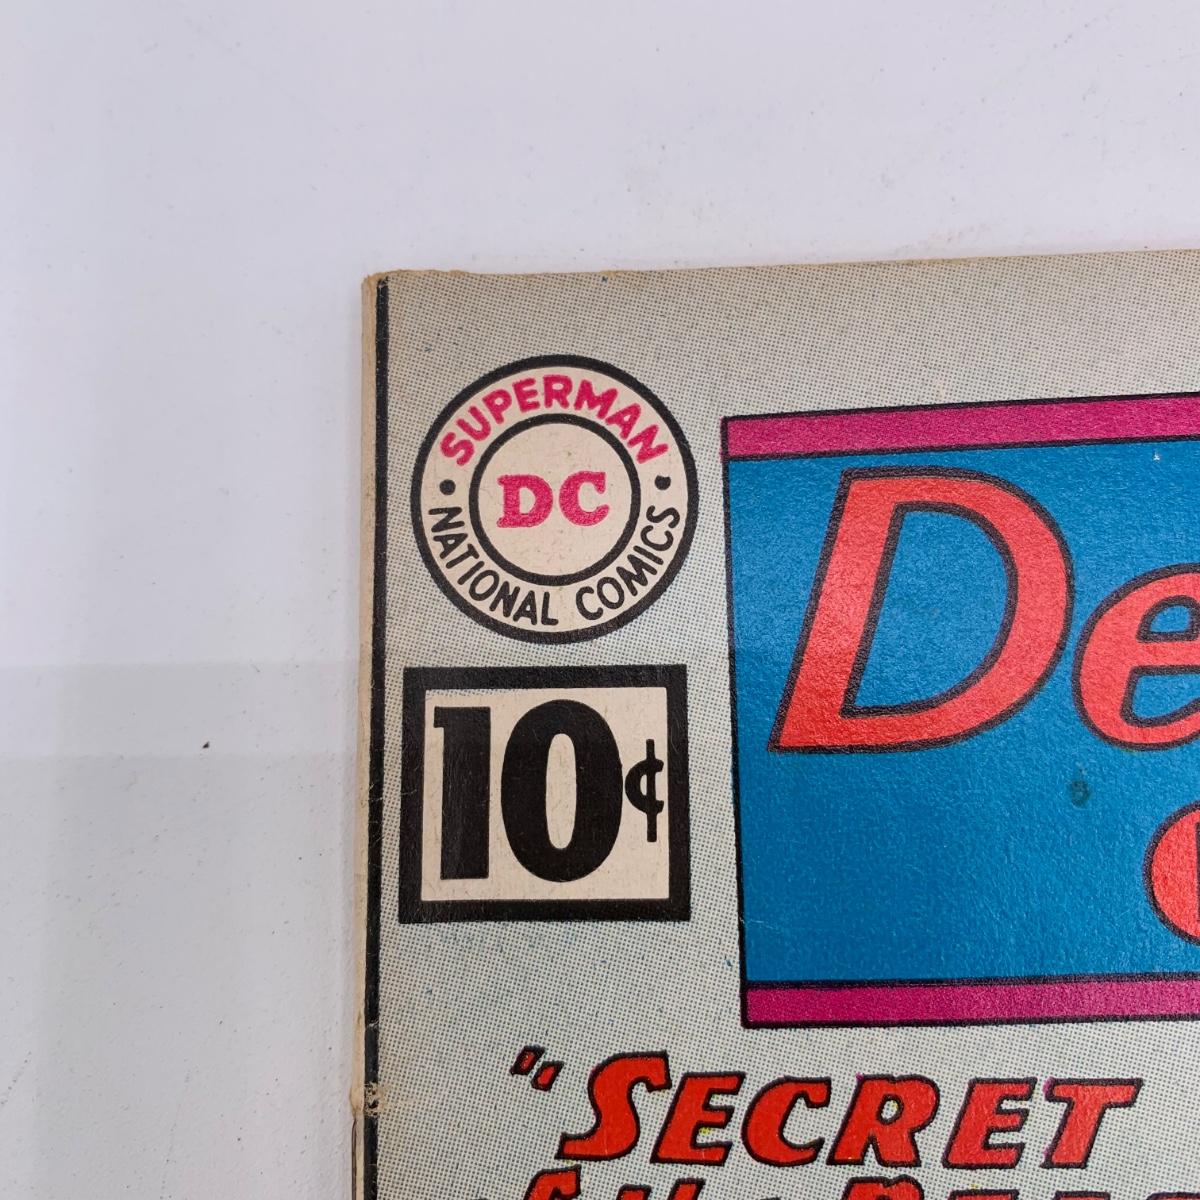 SUPERMAN
DC
• NATIONAL COMICS •
10¢
De
"SECRET